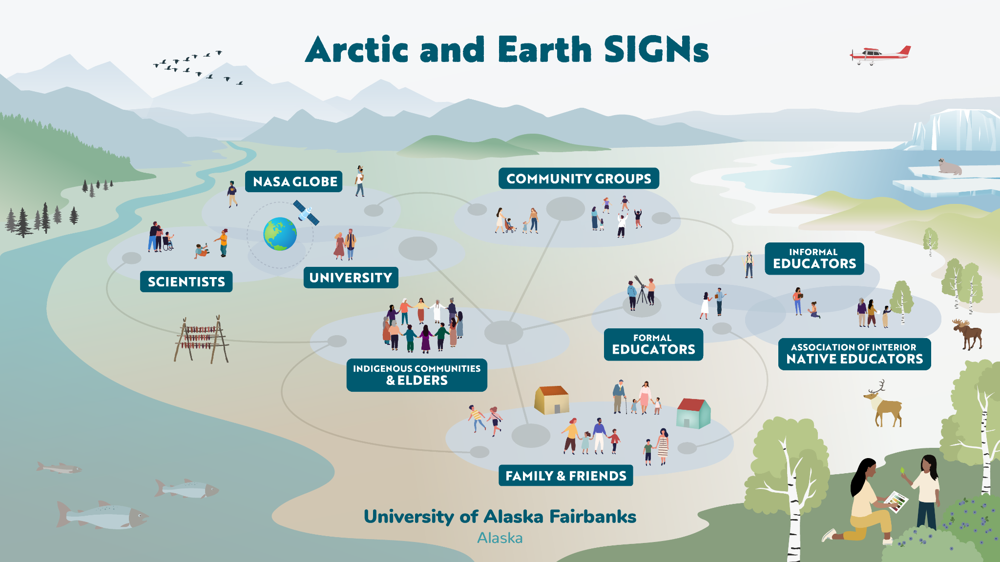 Arctic and Earth SIGNs
NASA GLOBE
COMMUNITY GROUPS
SCIENTISTS
UNIVERSITY
INFORMAL
EDUCATORS
FORMAL
EDUCATORS
ASSOCIATION OF INTERIOR
NATIVE EDUCATORS
INDIGENOUS COMMUNITIES
& ELDERS
FAMILY & FRIENDS
University of Alaska Fairbanks
Alaska